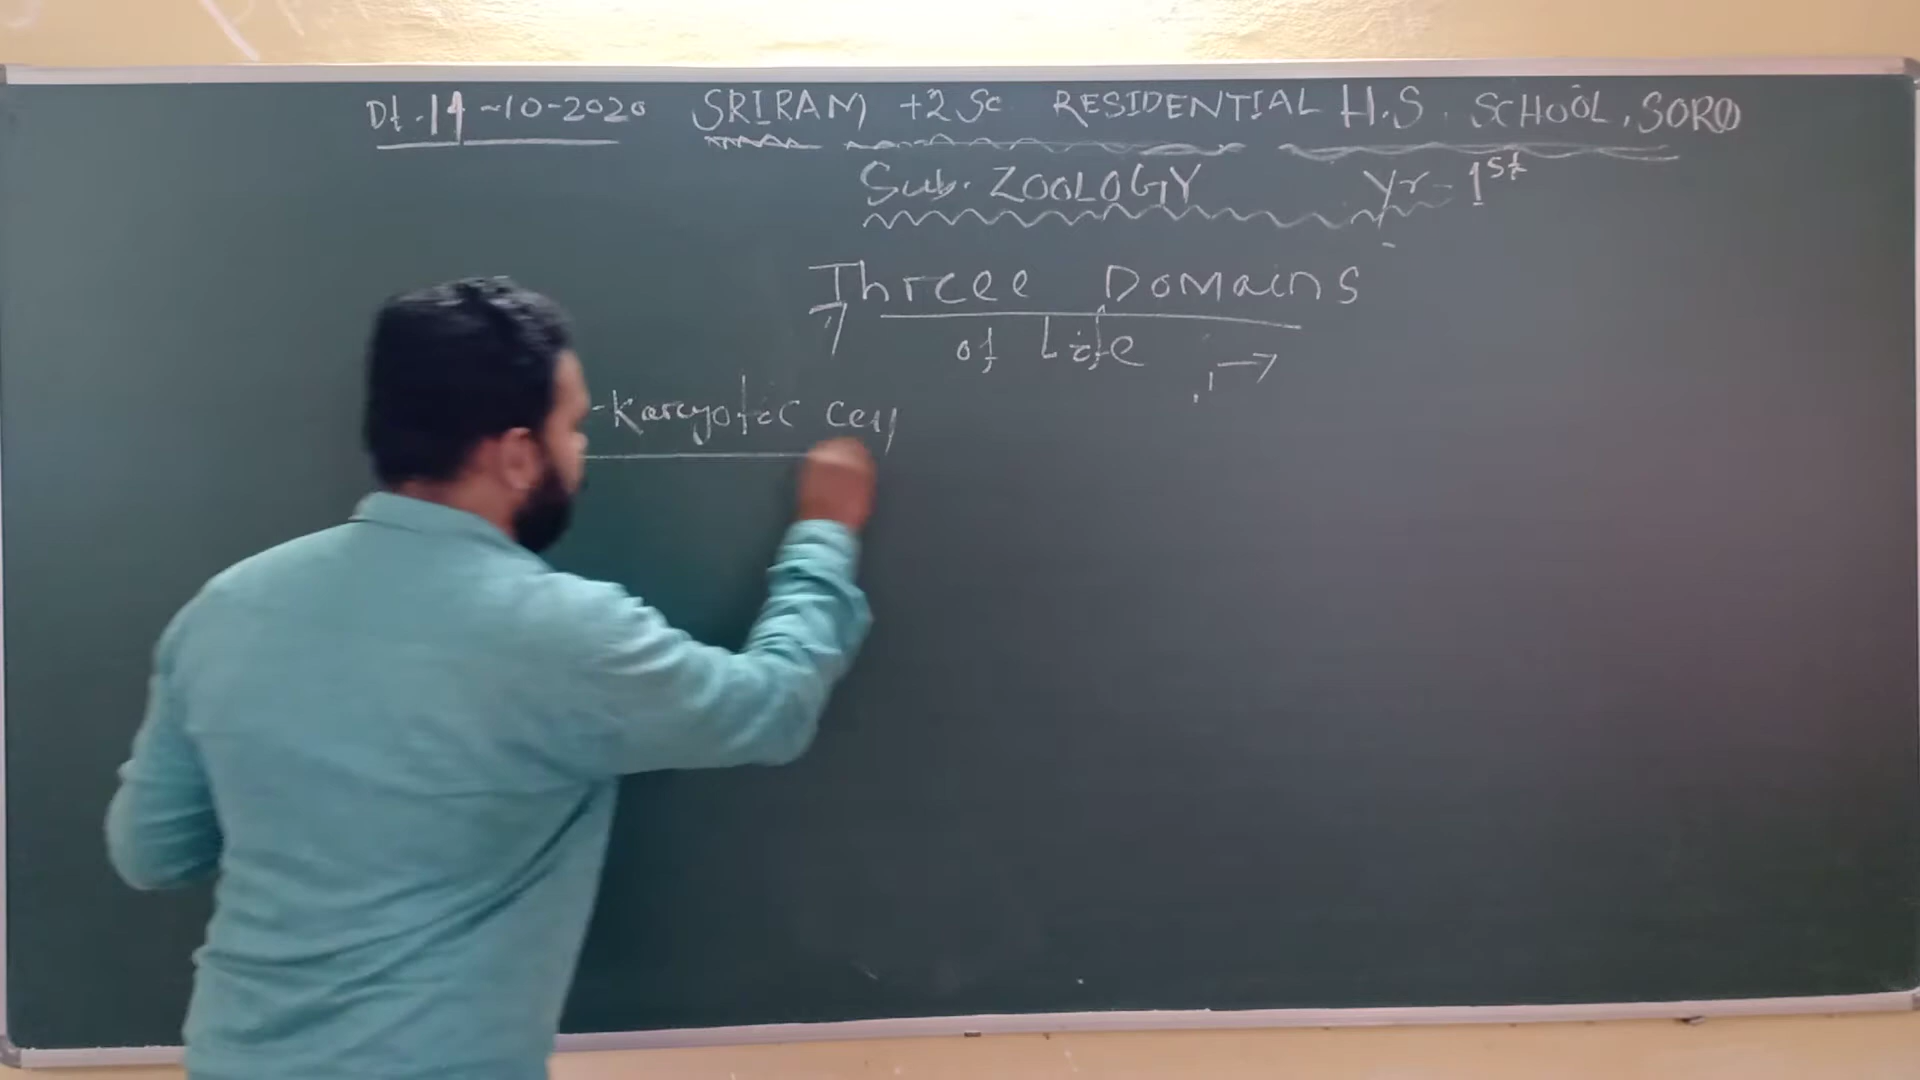 Dt.14-10-2020 SRIRAM +2 Sc RESIDENTIAL H.S. SCHOOL, SORO
Sub. ZOOLOGY Yr- 1st
Three Domains
of Life
-Karyotic Cell